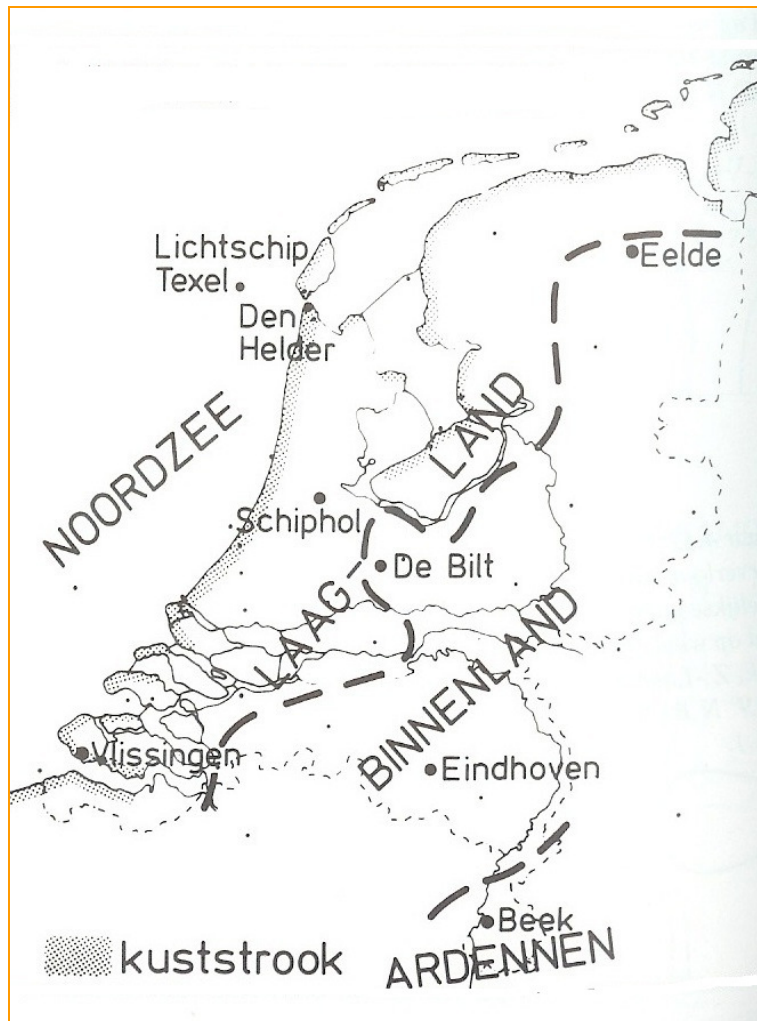 Lichtschip
Texel
Eelde
Den
Helder
NOORDZEE
LAAG-LAND
Schiphol
De Bilt
BINNENLAND
Vlissingen
Eindhoven
Beek
ARDENNEN
kuststrook